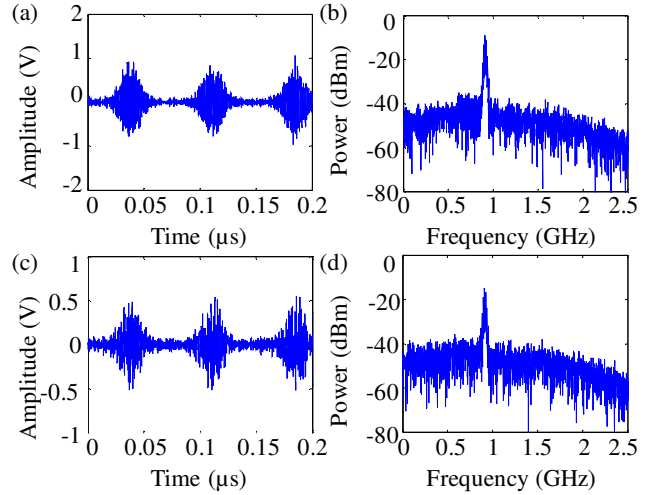 (a)
2
1
0
-1
-2
Amplitude (V)
0 0.05 0.1 0.15 0.2
Time (µs)
(b)
0
-20
-40
-60
-80
Power (dBm)
0 0.5 1 1.5 2 2.5
Frequency (GHz)
(c)
1
0.5
0
-0.5
-1
Amplitude (V)
0 0.05 0.1 0.15 0.2
Time (µs)
(d)
0
-20
-40
-60
-80
Power (dBm)
0 0.5 1 1.5 2 2.5
Frequency (GHz)